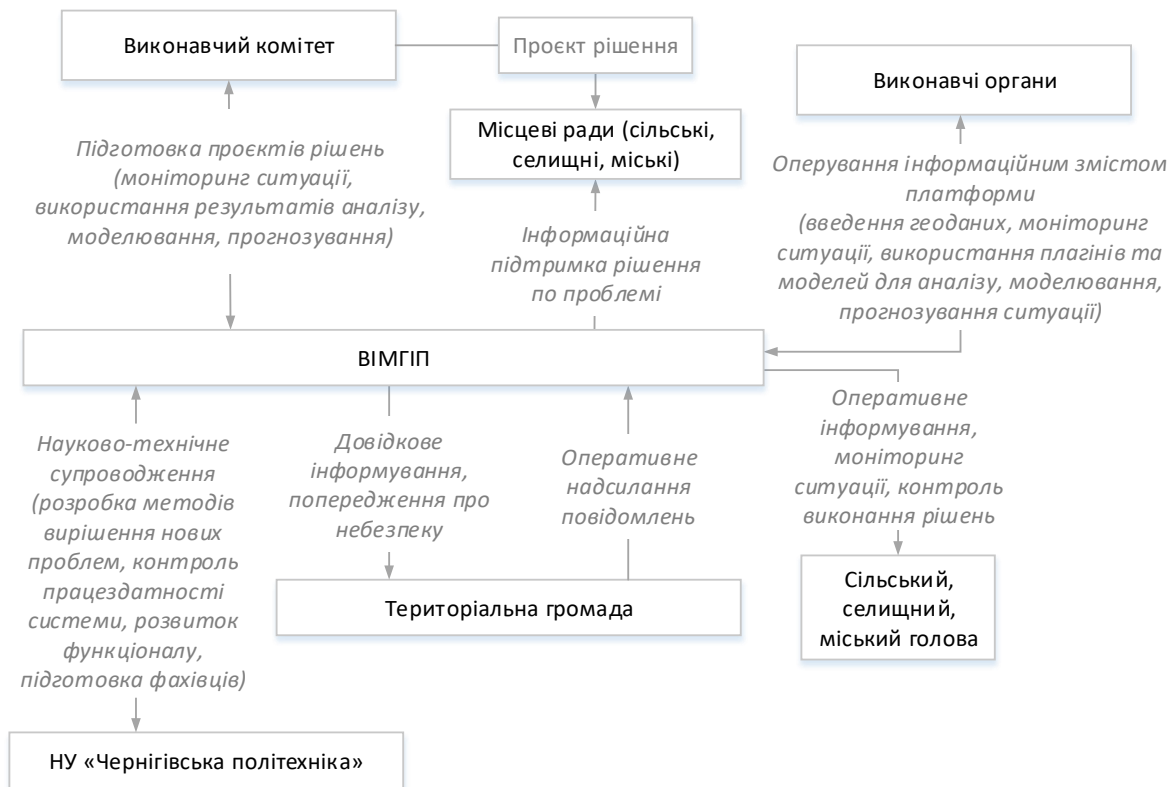 Виконавчий комітет
Проєкт рішення
Виконавчі органи
Місцеві ради (сільські,
селищні, міські)
Підготовка проєктів рішень
(моніторинг ситуації,
використання результатів аналізу,
моделювання, прогнозування)
Інформаційна
підтримка рішення
по проблемі
Оперування інформаційним змістом
платформи
(введення геоданих, моніторинг
ситуації, використання плагінів та
моделей для аналізу, моделювання,
прогнозування ситуації)
ВІМГІП
Науково-технічне
супроводження
(розробка методів
вирішення нових
проблем, контроль
працездатності
системи, розвиток
функціоналу,
підготовка фахівців)
Довідкове
інформування,
попередження про
небезпеку
Оперативне
надсилання
повідомлень
Оперативне
інформування,
моніторинг
ситуації, контроль
виконання рішень
Територіальна громада
Сільський,
селищний,
міський голова
НУ «Чернігівська політехніка»